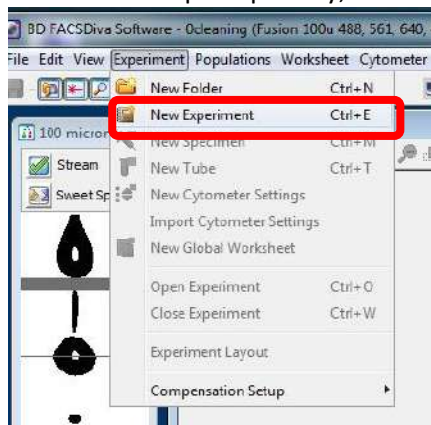 BD FACSDiva Software - 0cleaning (Fusion 100u 488, 561, 640,
File Edit View Experiment Populations Worksheet Cytometer
New Folder Ctrl+N
New Experiment Ctrl+E
100 micron
New Specimen Ctrl+M
Stream
New Tube Ctrl+T
Sweet Sp
New Cytometer Settings
Import Cytometer Settings
New Global Worksheet
Open Experiment Ctrl+O
Close Experiment Ctrl+W
Experiment Layout
Compensation Setup